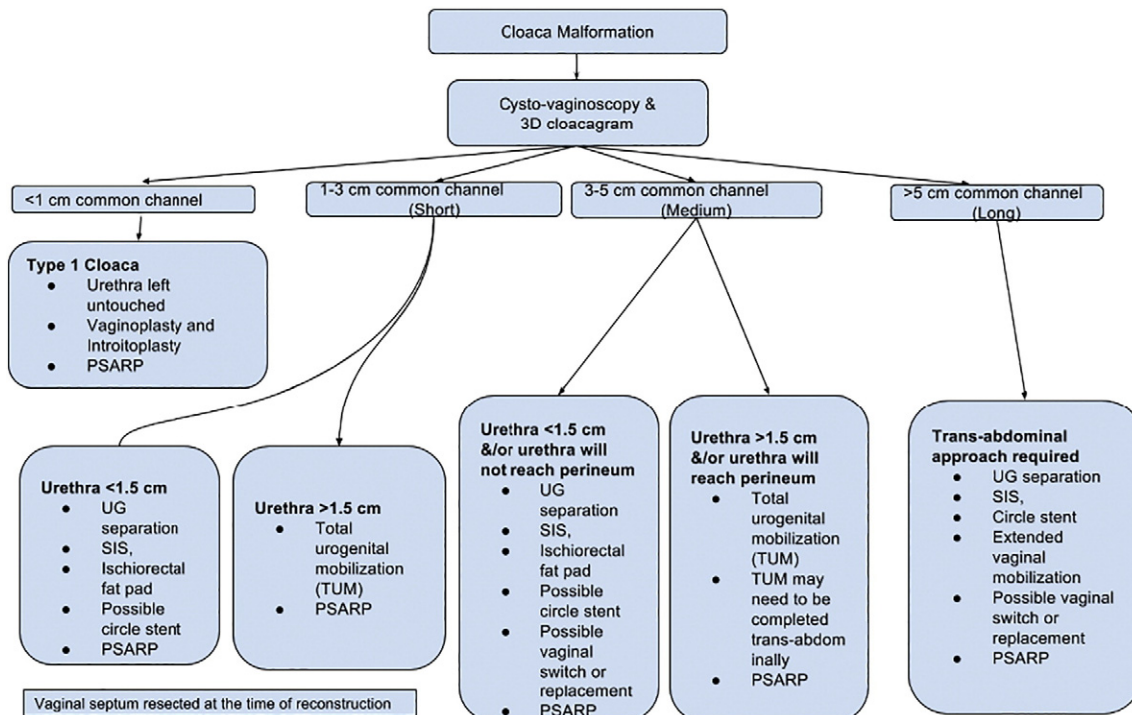 Cloaca Malformation
Cysto-vaginoscopy &
3D cloacagram
<1 cm common channel
1-3 cm common channel
(Short)
3-5 cm common channel
(Medium)
>5 cm common channel
(Long)
Type 1 Cloaca
● Urethra left
untouched
● Vaginoplasty and
Introitoplasty
● PSARP
Urethra <1.5 cm
● UG
separation
● SIS,
● Ischiorectal
fat pad
● Possible
circle stent
● PSARP
Urethra >1.5 cm
● Total
urogenital
mobilization
(TUM)
● PSARP
Urethra <1.5 cm
&/or urethra will
not reach perineum
● UG
separation
● SIS,
● Ischiorectal
fat pad
● Possible
circle stent
● Possible
vaginal
switch or
replacement
● PSARP
Urethra >1.5 cm
&/or urethra will
reach perineum
● Total
urogenital
mobilization
(TUM)
● TUM may
need to be
completed
trans-abdom
inally
● PSARP
Trans-abdominal
approach required
● UG separation
● SIS,
● Circle stent
● Extended
vaginal
mobilization
● Possible vaginal
switch or
replacement
● PSARP
Vaginal septum resected at the time of reconstruction